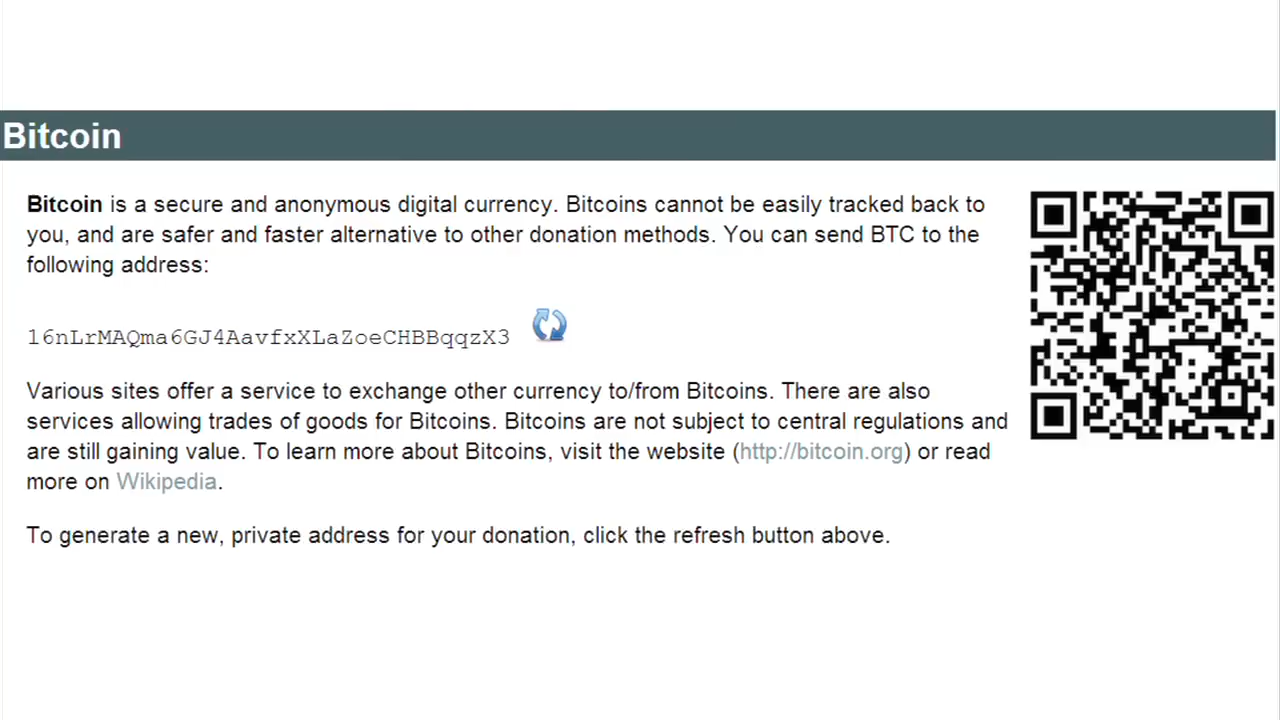 Bitcoin
Bitcoin is a secure and anonymous digital currency. Bitcoins cannot be easily tracked back to
you, and are safer and faster alternative to other donation methods. You can send BTC to the
following address:
16nLrMAQma6GJ4AavfxXLaZoeCHBBqqzX3
Various sites offer a service to exchange other currency to/from Bitcoins. There are also
services allowing trades of goods for Bitcoins. Bitcoins are not subject to central regulations and
are still gaining value. To learn more about Bitcoins, visit the website (http://bitcoin.org) or read
more on Wikipedia.
To generate a new, private address for your donation, click the refresh button above.